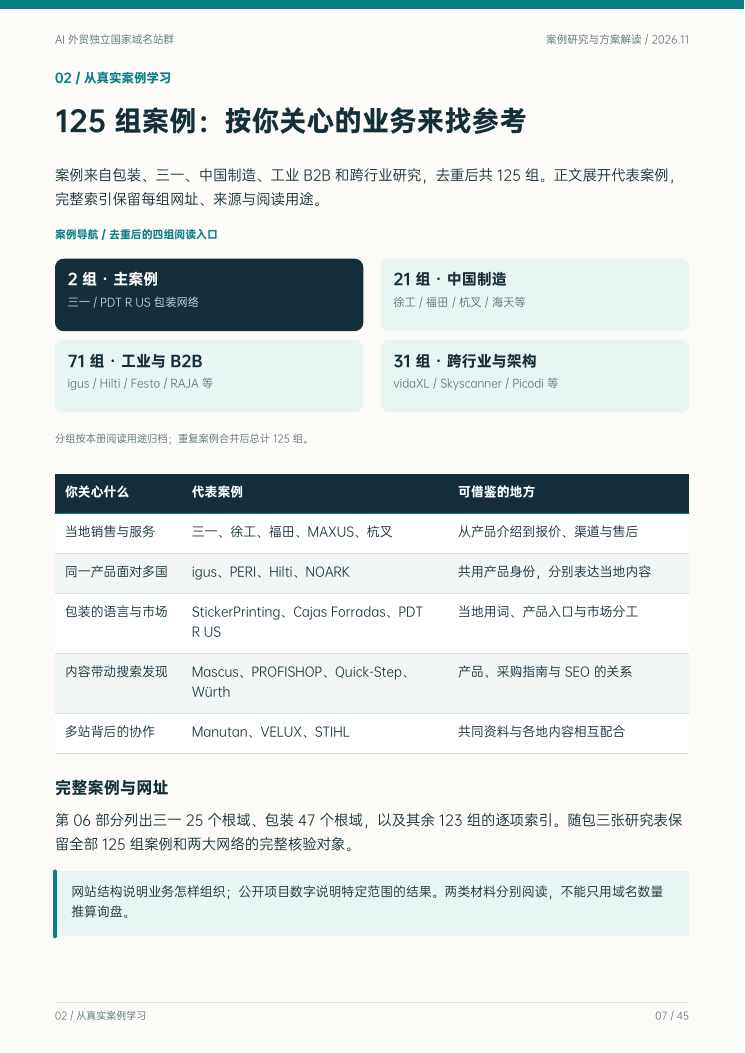 AI 外贸独立国家域名站群
案例研究与方案解读 / 2026.11
02 / 从真实案例学习
125 组案例：按你关心的业务来找参考
案例来自包装、三一、中国制造、工业 B2B 和跨行业研究，去重后共 125 组。正文展开代表案例，
完整索引保留每组网址、来源与阅读用途。
案例导航 / 去重后的四组阅读入口
2 组 · 主案例
三一 / PDT R US 包装网络
21 组 · 中国制造
徐工 / 福田 / 杭叉 / 海天等
71 组 · 工业与 B2B
igus / Hilti / Festo / RAJA 等
31 组 · 跨行业与架构
vidaXL / Skyscanner / Picodi 等
分组按本册阅读用途归档；重复案例合并后总计 125 组。
你关心什么 代表案例 可借鉴的地方
当地销售与服务 三一、徐工、福田、MAXUS、杭叉 从产品介绍到报价、渠道与售后
同一产品面对多国 igus、PERI、Hilti、NOARK 共用产品身份，分别表达当地内容
包装的语言与市场 StickerPrinting、Cajas Forradas、PDT 当地用词、产品入口与市场分工
R US
内容带动搜索发现 Mascus、PROFISHOP、Quick-Step、 产品、采购指南与 SEO 的关系
Würth
多站背后的协作 Manutan、VELUX、STIHL 共同资料与各地内容相互配合
完整案例与网址
第 06 部分列出三一 25 个根域、包装 47 个根域，以及其余 123 组的逐项索引。随包三张研究表保
留全部 125 组案例和两大网络的完整核验对象。
网站结构说明业务怎样组织；公开项目数字说明特定范围的结果。两类材料分别阅读，不能只用域名数量
推算询盘。
02 / 从真实案例学习
07 / 45